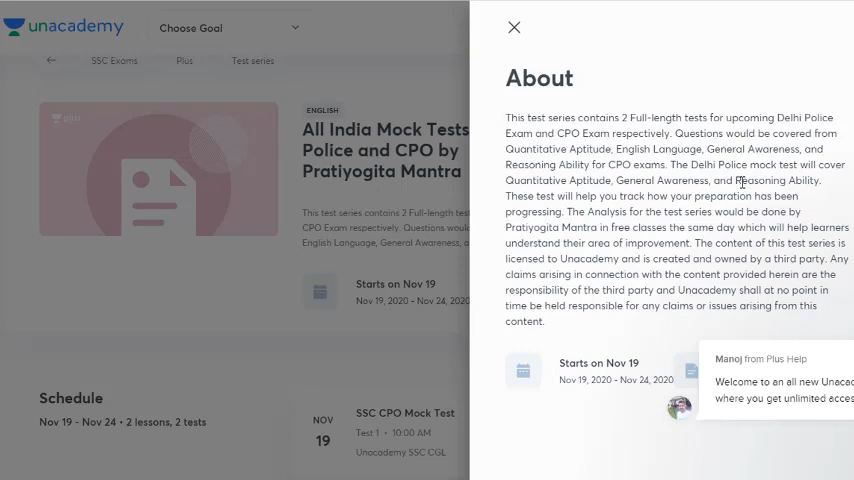 unacademy
Choose Goal
SSC Exams
Plus
Test series
plus
ENGLISH
All India Mock Tests
Police and CPO by
Pratiyogita Mantra
This test series contains 2 Full-length tests
CPO Exam respectively. Questions would
English Language, General Awareness, a
Starts on Nov 19
Nov 19, 2020 - Nov 24, 2020
Schedule
Nov 19 - Nov 24 • 2 lessons, 2 tests
NOV
19
SSC CPO Mock Test
Test 1 • 10:00 AM
Unacademy SSC CGL
About
This test series contains 2 Full-length tests for upcoming Delhi Police
Exam and CPO Exam respectively. Questions would be covered from
Quantitative Aptitude, English Language, General Awareness, and
Reasoning Ability for CPO exams. The Delhi Police mock test will cover
Quantitative Aptitude, General Awareness, and Reasoning Ability.
These test will help you track how your preparation has been
progressing. The Analysis for the test series would be done by
Pratiyogita Mantra in free classes the same day which will help learners
understand their area of improvement. The content of this test series is
licensed to Unacademy and is created and owned by a third party. Any
claims arising in connection with the content provided herein are the
responsibility of the third party and Unacademy shall at no point in
time be held responsible for any claims or issues arising from this
content.
Starts on Nov 19
Nov 19, 2020 - Nov 24, 2020
Manoj from Plus Help
Welcome to an all new Unacad
where you get unlimited acces